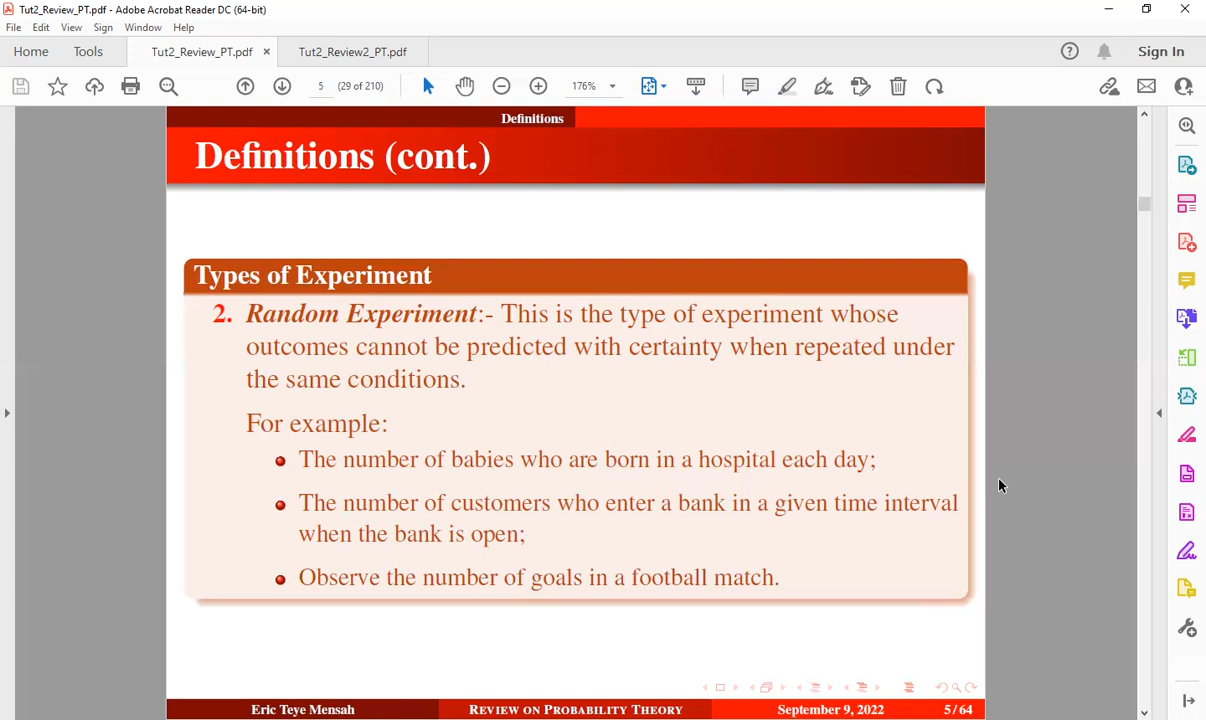 Tut2_Review_PT.pdf - Adobe Acrobat Reader DC (64-bit)
File Edit View Sign Window Help
Home Tools Tut2_Review_PT.pdf × Tut2_Review2_PT.pdf Sign In
5 (29 of 210) 176%
Definitions
Definitions (cont.)
Types of Experiment
2. Random Experiment:- This is the type of experiment whose
outcomes cannot be predicted with certainty when repeated under
the same conditions.
For example:
The number of babies who are born in a hospital each day;
The number of customers who enter a bank in a given time interval
when the bank is open;
Observe the number of goals in a football match.
Eric Teye Mensah REVIEW ON PROBABILITY THEORY September 9, 2022 5/64